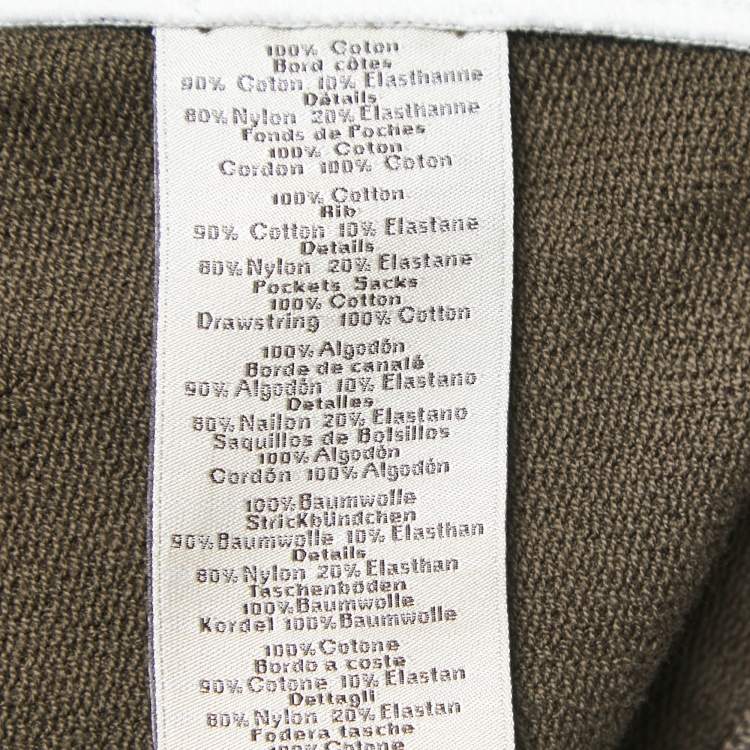 100% Coton
Bord côtes
90% Coton 10% Elasthanne
Détails
80% Nylon 20% Elasthanne
Fonds de Poches
100% Coton
Cordon 100% Coton
100% Cotton
Rib
90% Cotton 10% Elastane
Details
80% Nylon 20% Elastane
Pockets Sacks
100% Cotton
Drawstring 100% Cotton
100% Algodón
Borde de canalé
90% Algodón 10% Elastano
Detalles
80% Nailon 20% Elastano
Saquillos de Bolsillos
100% Algodón
Cordón 100% Algodón
100% Baumwolle
StricKbündchen
90% Baumwolle 10% Elasthan
Details
80% Nylon 20% Elasthan
Taschenböden
100% Baumwolle
Kordel 100% Baumwolle
100% Cotone
Bordo a coste
90% Cotone 10% Elastan
Dettagli
80% Nylon 20% Elastan
Fodera tasche
100% Cotone